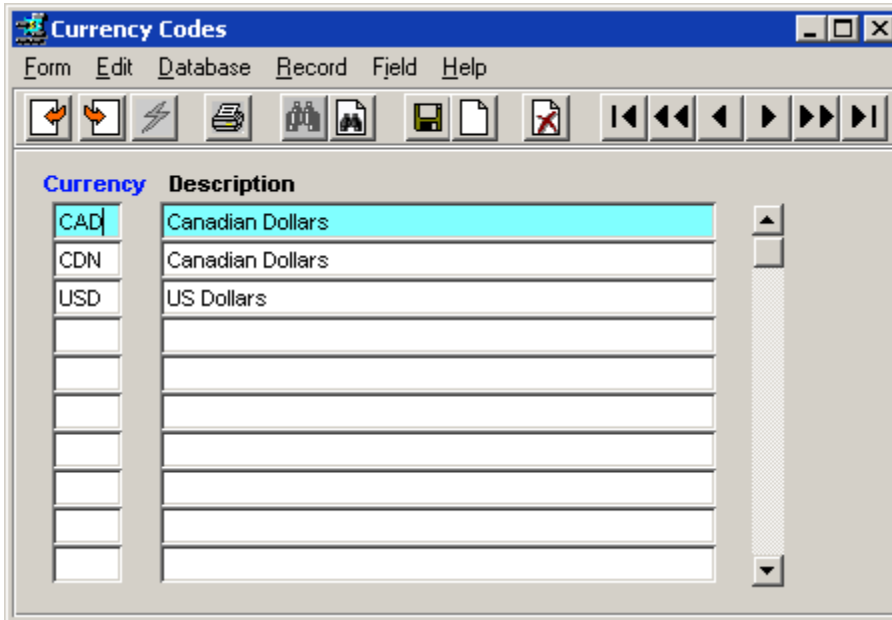 Currency Codes
Form Edit Database Record Field Help
Currency Description
CAD Canadian Dollars
CDN Canadian Dollars
USD US Dollars